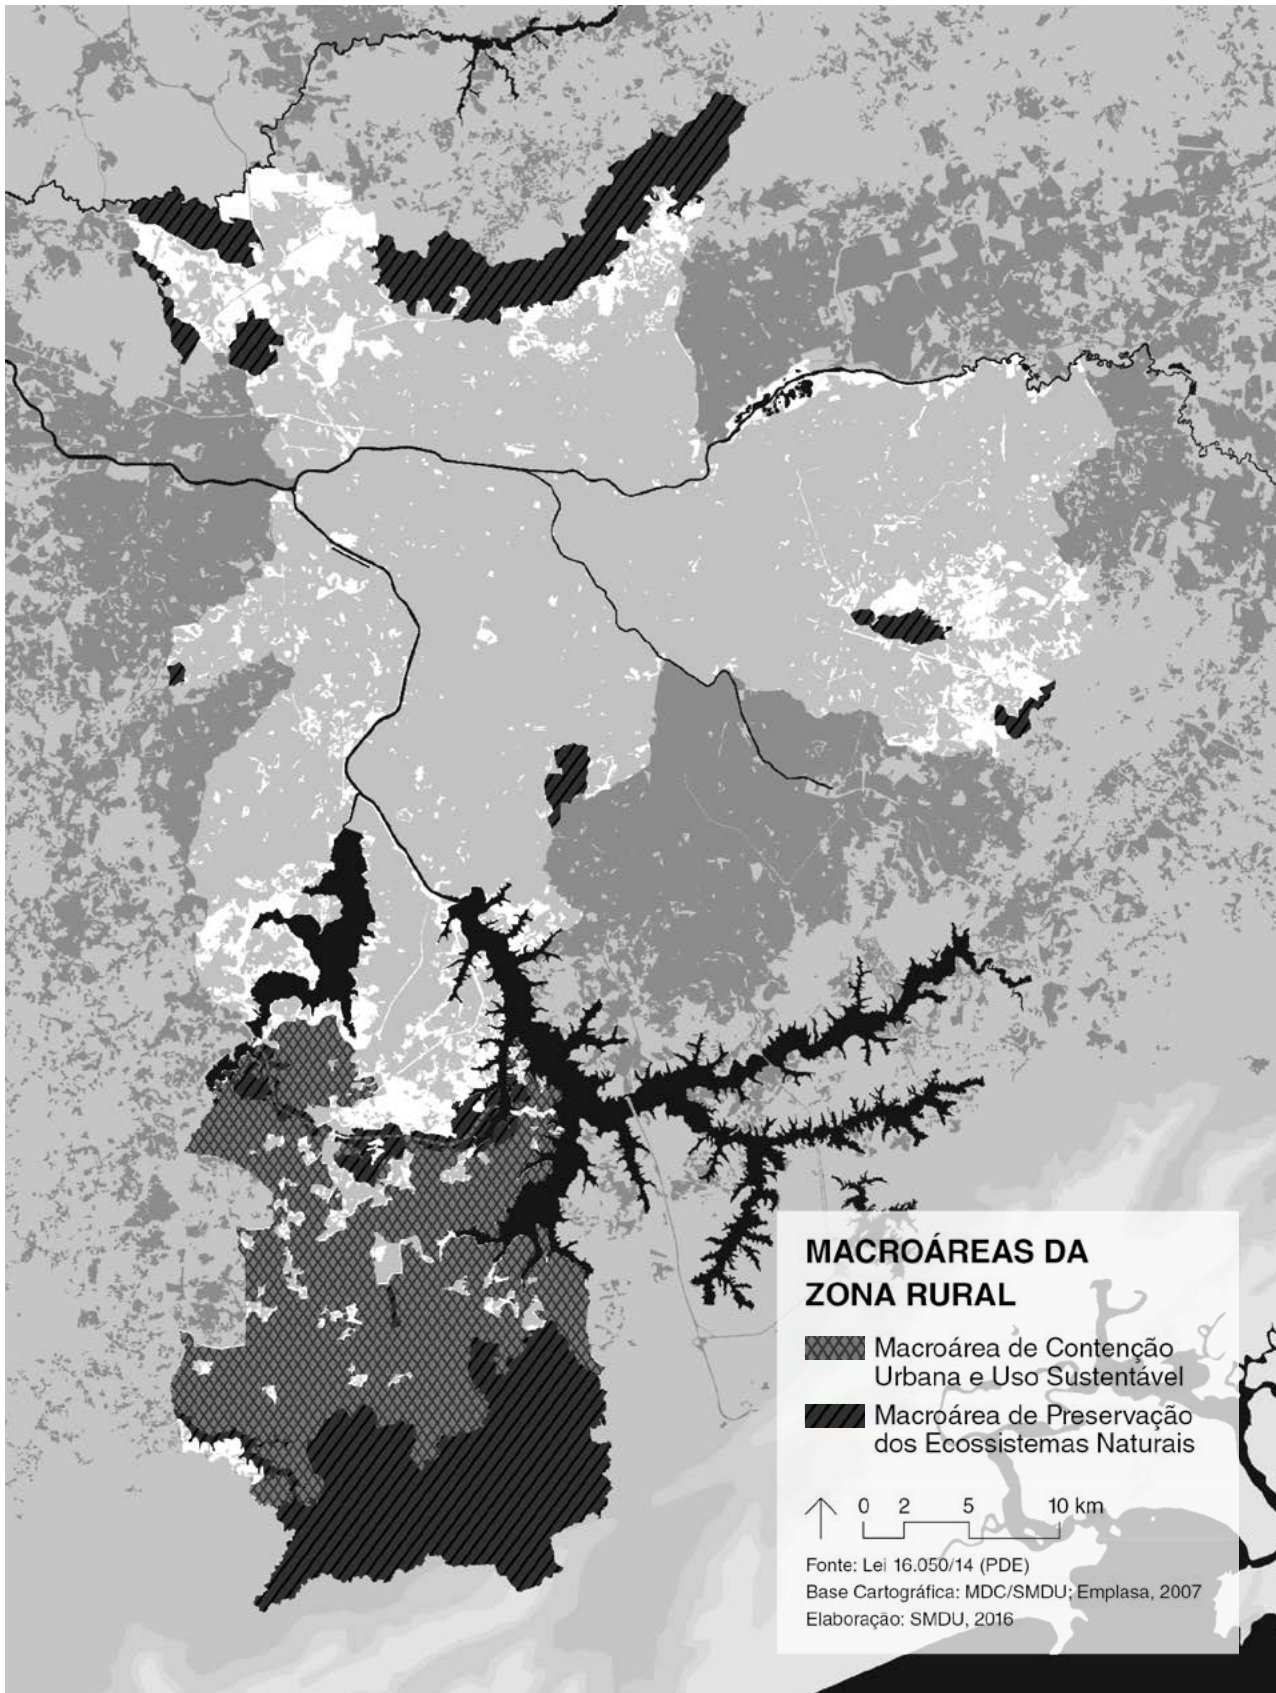 MACROÁREAS DA
ZONA RURAL
Macroárea de Contenção
Urbana e Uso Sustentável
Macroárea de Preservação
dos Ecossistemas Naturais
0 2 5 10 km
Fonte: Lei 16.050/14 (PDE)
Base Cartográfica: MDC/SMDU; Emplasa, 2007
Elaboração: SMDU, 2016